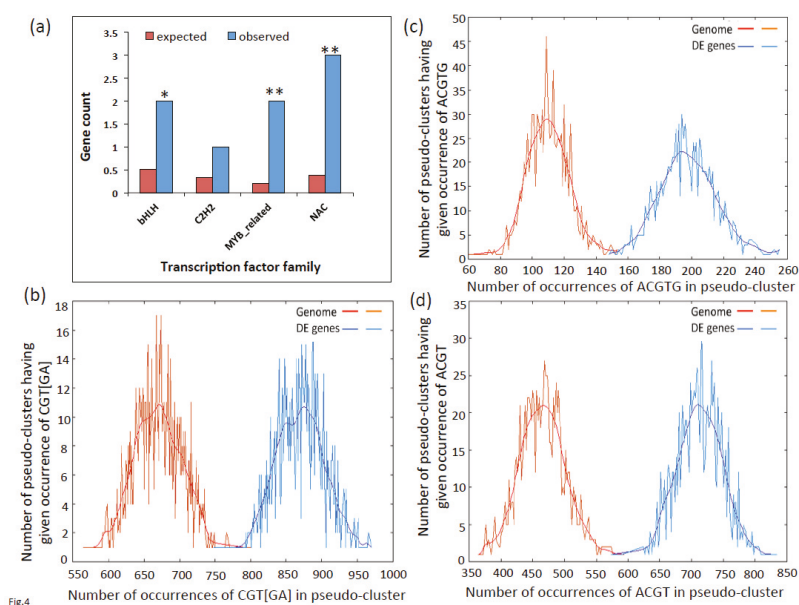 (a)
expected observed
3.5
3
2.5
2
1.5
1
0.5
0
Gene count
*
**
**
bHLH
C2H2
MYB_related
NAC
Transcription factor family
(b)
18
16
14
12
10
8
6
4
2
0
Number of pseudo-clusters having
given occurrence of CGT[GA]
Genome
DE genes
550 600 650 700 750 800 850 900 950 1000
Number of occurrences of CGT[GA] in pseudo-cluster
(c)
50
45
40
35
30
25
20
15
10
5
0
Number of pseudo-clusters having
given occurrence of ACGTG
Genome
DE genes
60 80 100 120 140 160 180 200 220 240 260
Number of occurrences of ACGTG in pseudo-cluster
(d)
35
30
25
20
15
10
5
0
Number of pseudo-clusters having
given occurrence of ACGT
Genome
DE genes
350 400 450 500 550 600 650 700 750 800 850
Number of occurrences of ACGT in pseudo-cluster
Fig.4